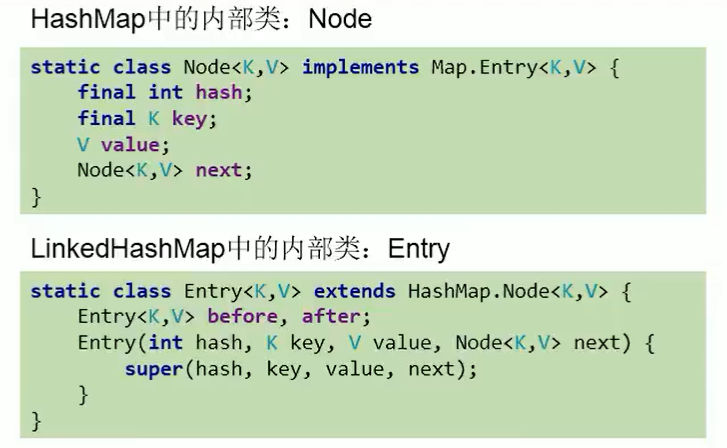 HashMap中的内部类：Node
static class Node<K,V> implements Map.Entry<K,V> {
    final int hash;
    final K key;
    V value;
    Node<K,V> next;
}
LinkedHashMap中的内部类：Entry
static class Entry<K,V> extends HashMap.Node<K,V> {
    Entry<K,V> before, after;
    Entry(int hash, K key, V value, Node<K,V> next) {
        super(hash, key, value, next);
    }
}